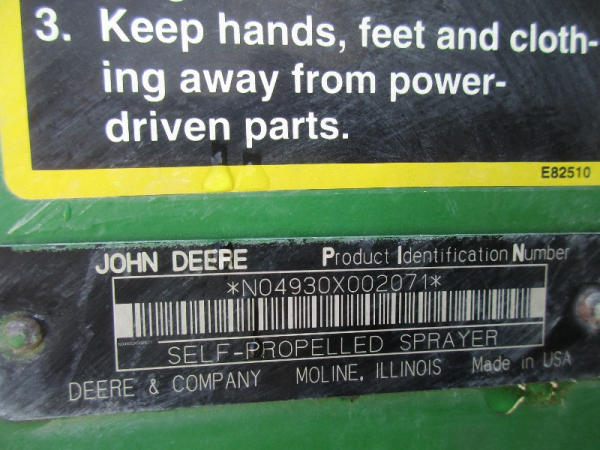 3. Keep hands, feet and cloth-
ing away from power-
driven parts.
E82510
JOHN DEERE Product Identification Number
*N04930X002071*
SELF-PROPELLED SPRAYER
DEERE & COMPANY MOLINE, ILLINOIS Made in USA